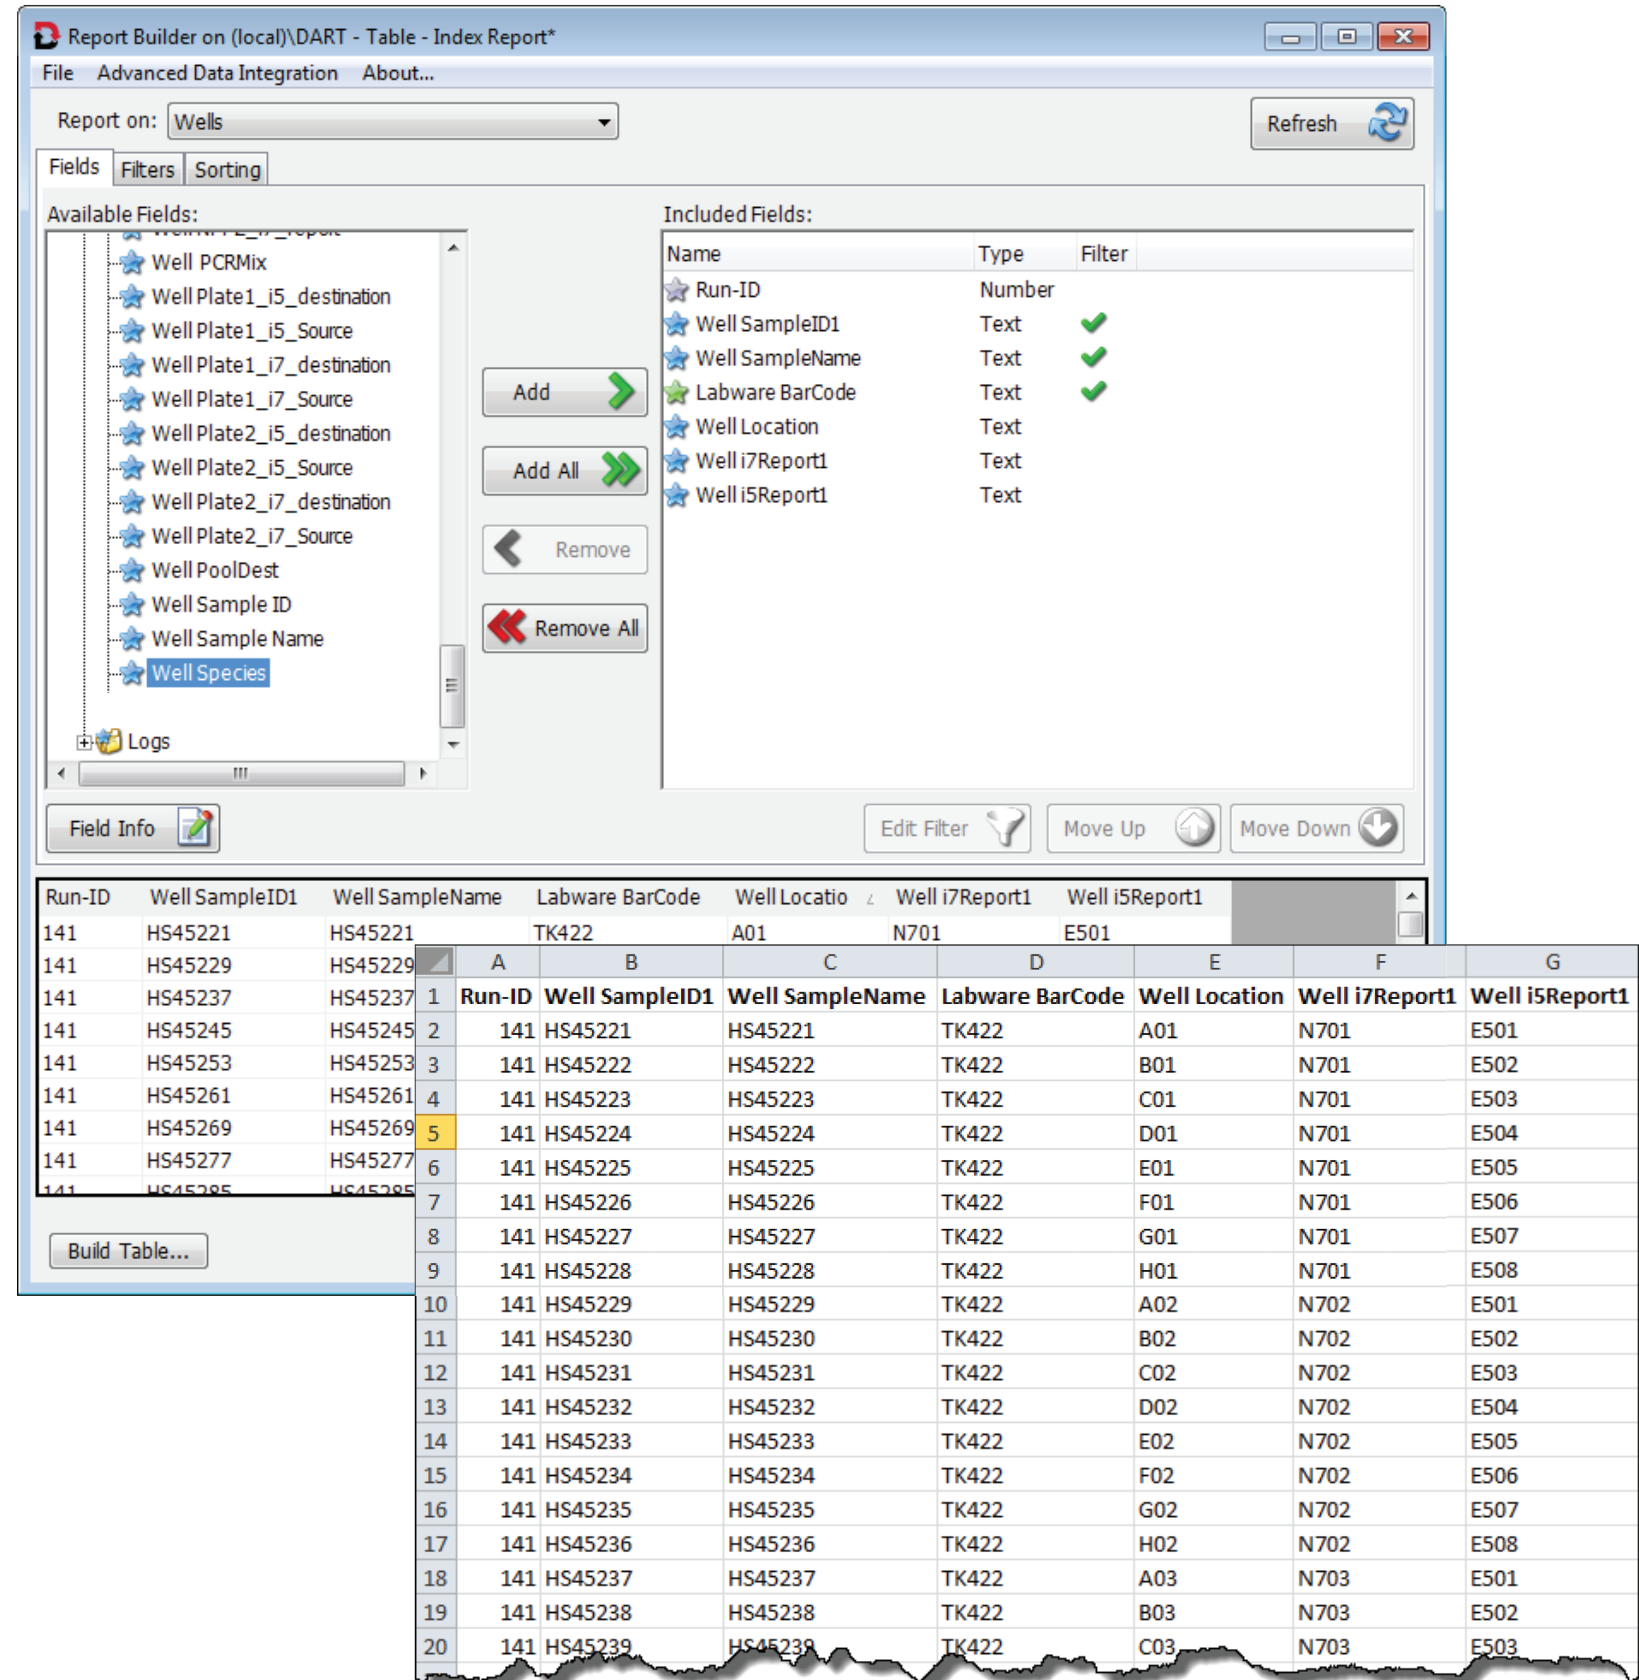 Report Builder on (local)\DART - Table - Index Report*
File Advanced Data Integration About...
Report on: Wells
Refresh
Fields Filters Sorting
Available Fields:
Well PCRMix
Well Plate1_i5_destination
Well Plate1_i5_Source
Well Plate1_i7_destination
Well Plate1_i7_Source
Well Plate2_i5_destination
Well Plate2_i5_Source
Well Plate2_i7_destination
Well Plate2_i7_Source
Well PoolDest
Well Sample ID
Well Sample Name
Well Species
Logs
Add
Add All
Remove
Remove All
Included Fields:
Name Type Filter
Run-ID Number
Well SampleID1 Text
Well SampleName Text
Labware BarCode Text
Well Location Text
Well i7Report1 Text
Well i5Report1 Text
Field Info
Edit Filter
Move Up
Move Down
Run-ID Well SampleID1 Well SampleName Labware BarCode Well Locatio Well i7Report1 Well i5Report1
141 HS45221 HS45221 TK422 A01 N701 E501
141 HS45229 HS45229
141 HS45237 HS45237
141 HS45245 HS45245
141 HS45253 HS45253
141 HS45261 HS45261
141 HS45269 HS45269
141 HS45277 HS45277
141 HS45285 HS45285
Build Table...
A B C D E F G
1 Run-ID Well SampleID1 Well SampleName Labware BarCode Well Location Well i7Report1 Well i5Report1
2 141 HS45221 HS45221 TK422 A01 N701 E501
3 141 HS45222 HS45222 TK422 B01 N701 E502
4 141 HS45223 HS45223 TK422 C01 N701 E503
5 141 HS45224 HS45224 TK422 D01 N701 E504
6 141 HS45225 HS45225 TK422 E01 N701 E505
7 141 HS45226 HS45226 TK422 F01 N701 E506
8 141 HS45227 HS45227 TK422 G01 N701 E507
9 141 HS45228 HS45228 TK422 H01 N701 E508
10 141 HS45229 HS45229 TK422 A02 N702 E501
11 141 HS45230 HS45230 TK422 B02 N702 E502
12 141 HS45231 HS45231 TK422 C02 N702 E503
13 141 HS45232 HS45232 TK422 D02 N702 E504
14 141 HS45233 HS45233 TK422 E02 N702 E505
15 141 HS45234 HS45234 TK422 F02 N702 E506
16 141 HS45235 HS45235 TK422 G02 N702 E507
17 141 HS45236 HS45236 TK422 H02 N702 E508
18 141 HS45237 HS45237 TK422 A03 N703 E501
19 141 HS45238 HS45238 TK422 B03 N703 E502
20 141 HS45239 HS45239 TK422 C03 N703 E503